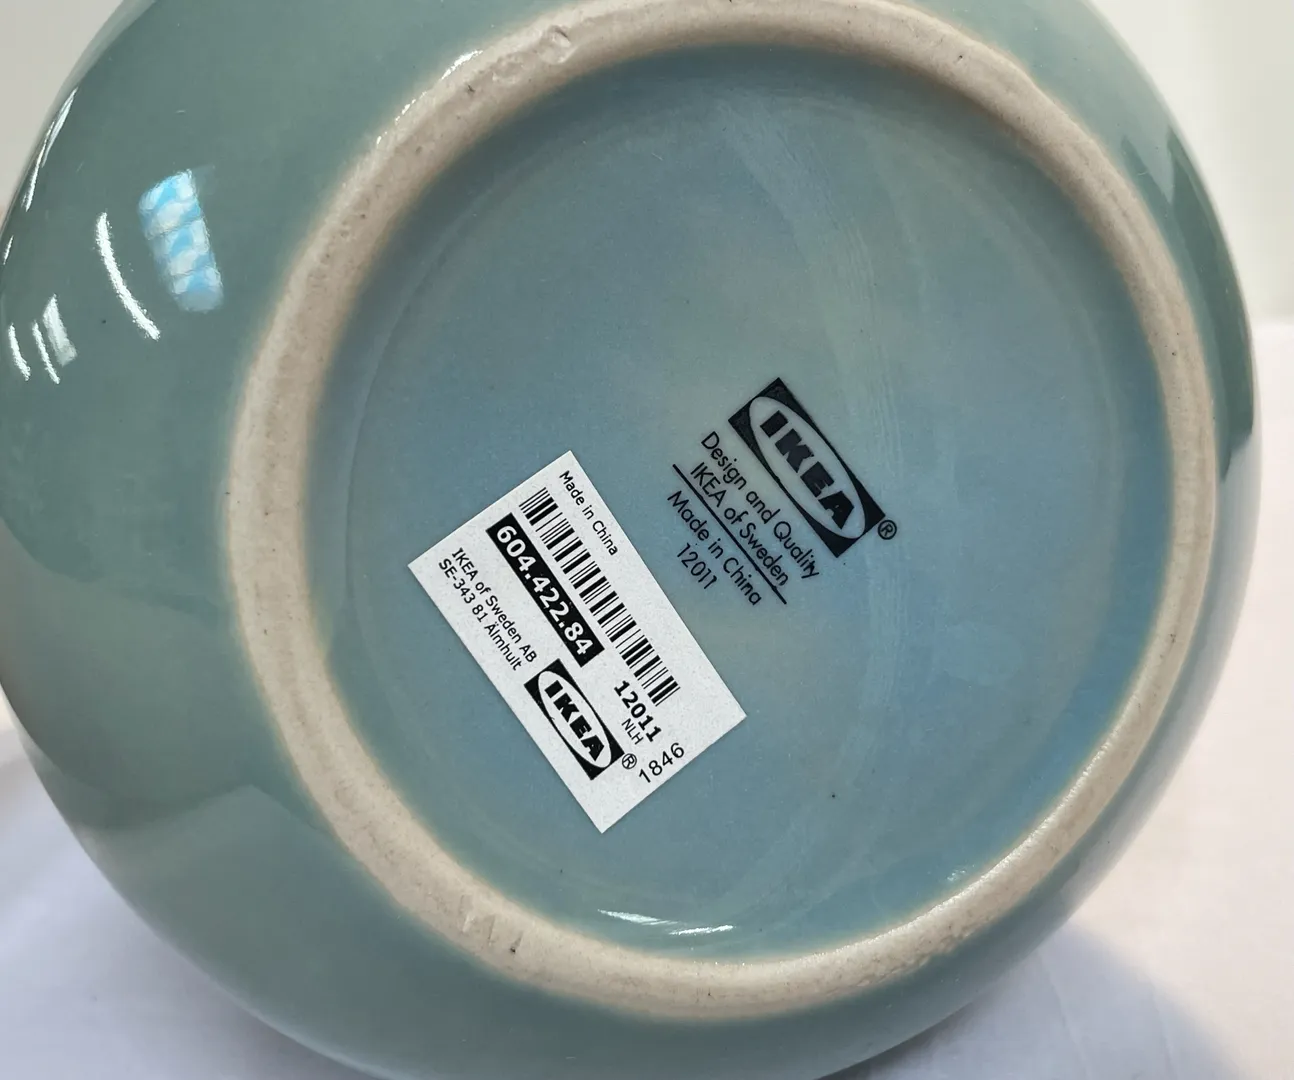 IKEA®
Design and Quality
IKEA of Sweden
Made in China
12011
Made in China
604.422.84
12011
NLH
IKEA of Sweden AB
SE-343 81 Älmhult
IKEA®
1846